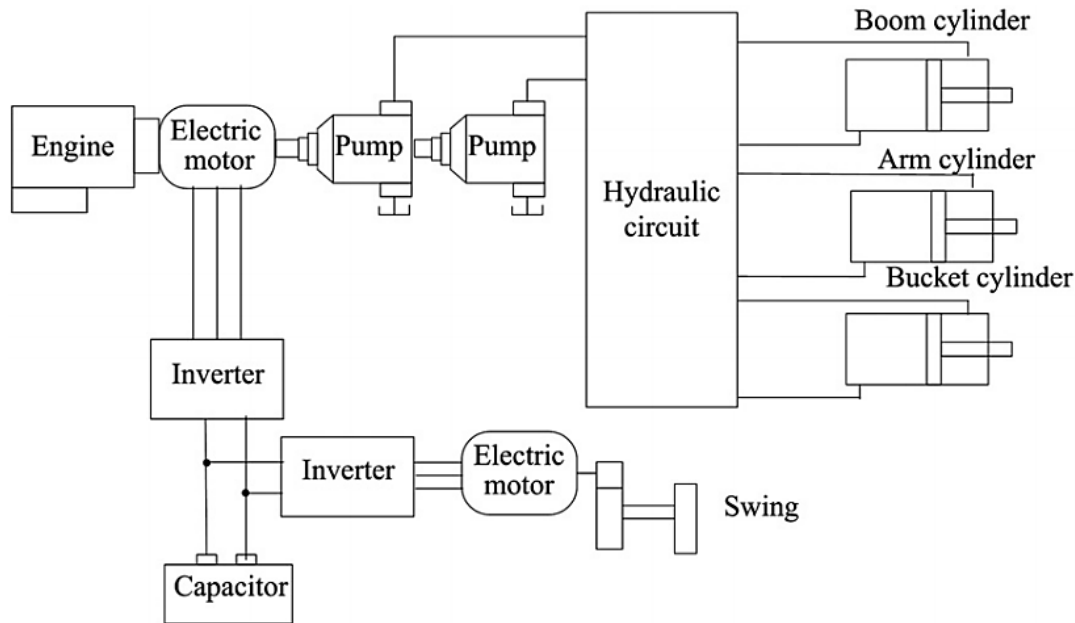 Boom cylinder
Engine
Electric
motor
Pump
Pump
Hydraulic
circuit
Arm cylinder
Bucket cylinder
Inverter
Inverter
Electric
motor
Swing
Capacitor